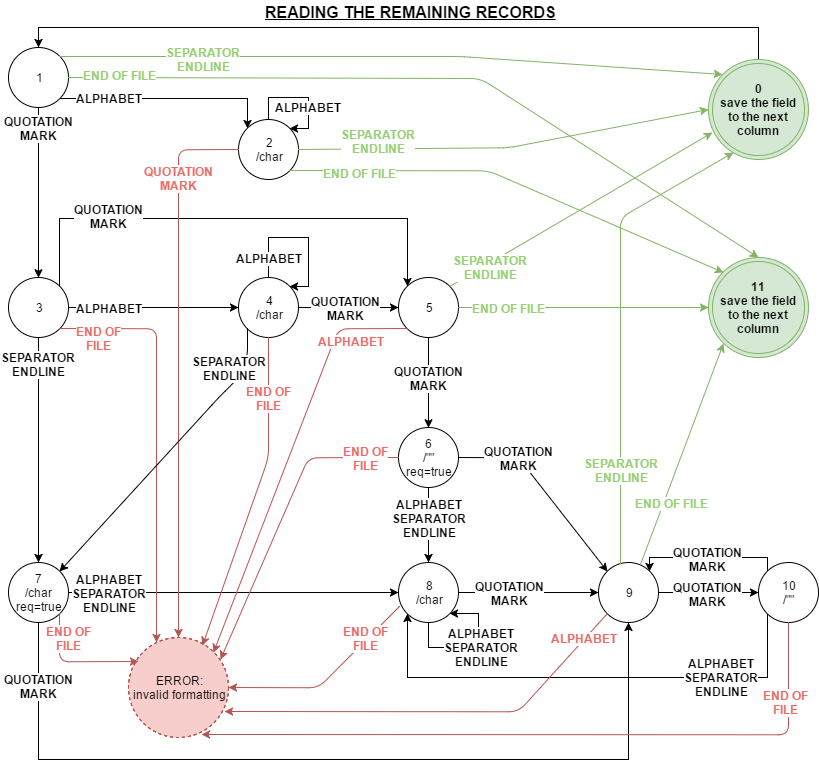 READING THE REMAINING RECORDS
SEPARATOR
ENDLINE
1
END OF FILE
0
save the field
to the next
column
ALPHABET
ALPHABET
QUOTATION
MARK
2
/char
SEPARATOR
ENDLINE
QUOTATION
MARK
END OF FILE
QUOTATION
MARK
ALPHABET
SEPARATOR
ENDLINE
3
ALPHABET
4
/char
QUOTATION
MARK
5
END OF FILE
11
save the field
to the next
column
END OF
FILE
ALPHABET
SEPARATOR
ENDLINE
SEPARATOR
ENDLINE
QUOTATION
MARK
END OF
FILE
6
/""
req=true
END OF
FILE
QUOTATION
MARK
SEPARATOR
ENDLINE
ALPHABET
SEPARATOR
ENDLINE
END OF FILE
QUOTATION
MARK
7
/char
req=true
ALPHABET
SEPARATOR
ENDLINE
8
/char
QUOTATION
MARK
9
QUOTATION
MARK
10
/""
END OF
FILE
END OF
FILE
ALPHABET
SEPARATOR
ENDLINE
ALPHABET
QUOTATION
MARK
ERROR:
invalid formatting
ALPHABET
SEPARATOR
ENDLINE
END OF
FILE